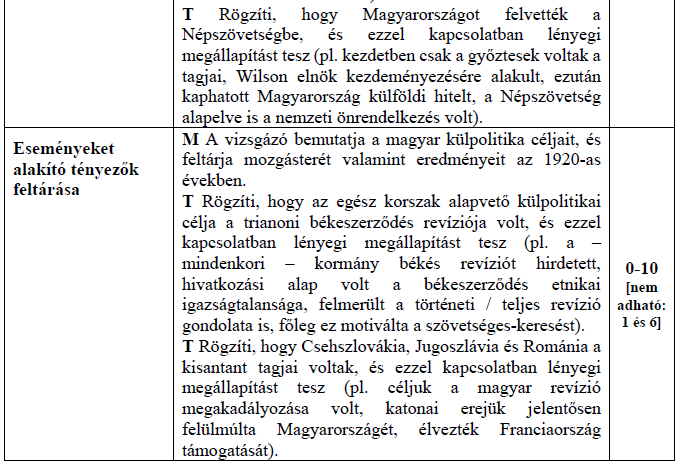 T Rögzíti, hogy Magyarországot felvették a
Népszövetségbe, és ezzel kapcsolatban lényegi
megállapítást tesz (pl. kezdetben csak a győztesek voltak a
tagjai, Wilson elnök kezdeményezésére alakult, ezután
kaphatott Magyarország külföldi hitelt, a Népszövetség
alapelve is a nemzeti önrendelkezés volt).
Eseményeket
alakító tényezők
feltárása
M A vizsgázó bemutatja a magyar külpolitika céljait, és
feltárja mozgásterét valamint eredményeit az 1920-as
években.
T Rögzíti, hogy az egész korszak alapvető külpolitikai
célja a trianoni békeszerződés revíziója volt, és ezzel
kapcsolatban lényegi megállapítást tesz (pl. a –
mindenkori – kormány békés revíziót hirdetett,
hivatkozási alap volt a békeszerződés etnikai
igazságtalansága, felmerült a történeti / teljes revízió
gondolata is, főleg ez motiválta a szövetséges-keresést).
T Rögzíti, hogy Csehszlovákia, Jugoszlávia és Románia a
kisantant tagjai voltak, és ezzel kapcsolatban lényegi
megállapítást tesz (pl. céljuk a magyar revízió
megakadályozása volt, katonai erejük jelentősen
felülmúlta Magyarországét, élvezték Franciaország
támogatását).
0-10
[nem
adható:
1 és 6]